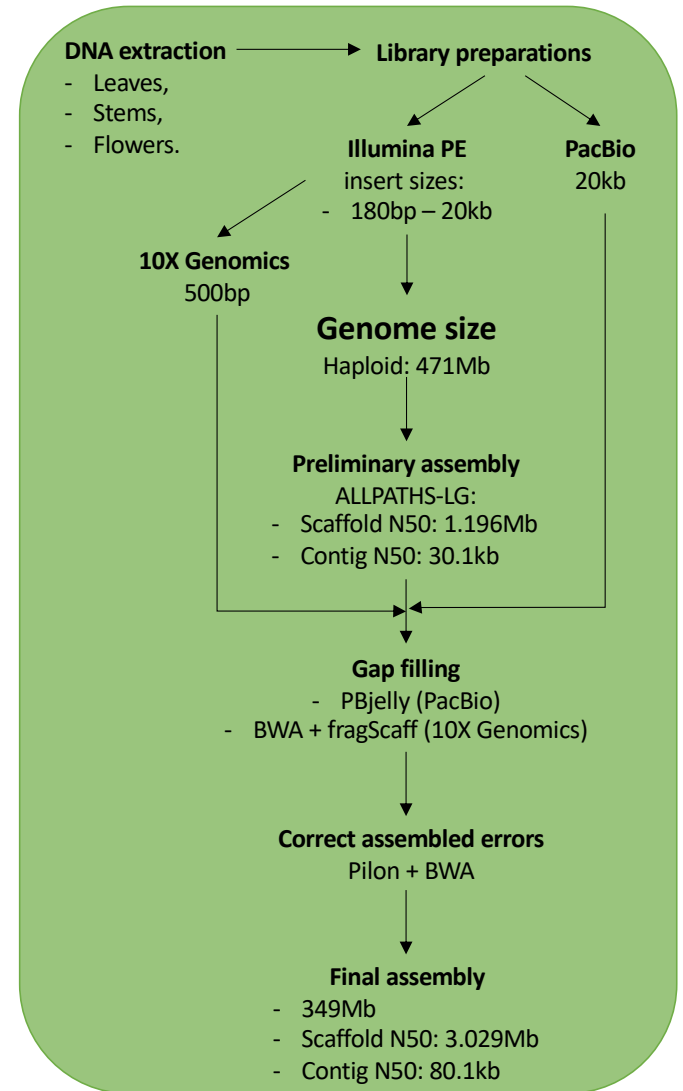 DNA extraction
- Leaves,
- Stems,
- Flowers.
Library preparations
Illumina PE
insert sizes:
- 180bp – 20kb
PacBio
20kb
10X Genomics
500bp
Genome size
Haploid: 471Mb
Preliminary assembly
ALLPATHS-LG:
- Scaffold N50: 1.196Mb
- Contig N50: 30.1kb
Gap filling
- PBjelly (PacBio)
- BWA + fragScaff (10X Genomics)
Correct assembled errors
Pilon + BWA
Final assembly
- 349Mb
- Scaffold N50: 3.029Mb
- Contig N50: 80.1kb